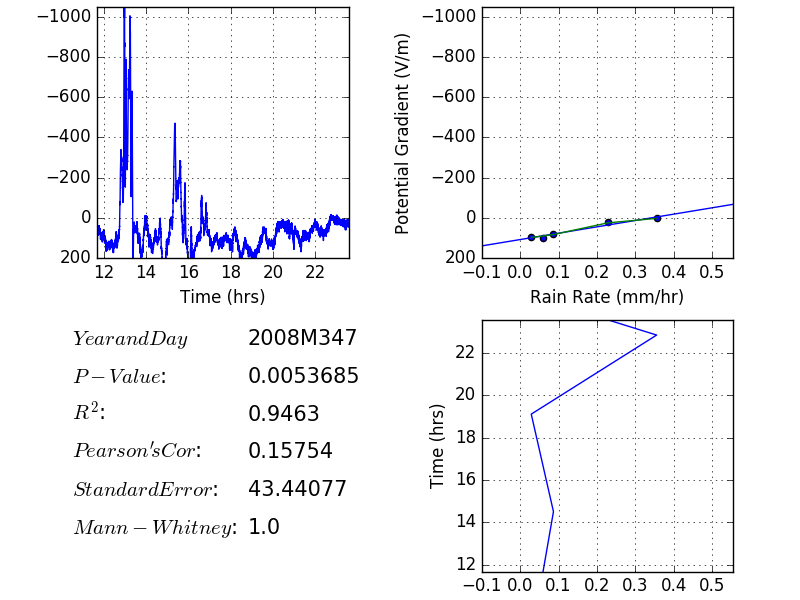 −1000
−800
−600
−400
−200
0
200
12 14 16 18 20 22
Time (hrs)
Potential Gradient (V/m)
−1000
−800
−600
−400
−200
0
200
−0.1 0.0 0.1 0.2 0.3 0.4 0.5
Rain Rate (mm/hr)
YearandDay 2008M347
P−Value: 0.0053685
R²: 0.9463
Pearson'sCor: 0.15754
StandardError: 43.44077
Mann−Whitney: 1.0
Time (hrs)
22
20
18
16
14
12
−0.1 0.0 0.1 0.2 0.3 0.4 0.5